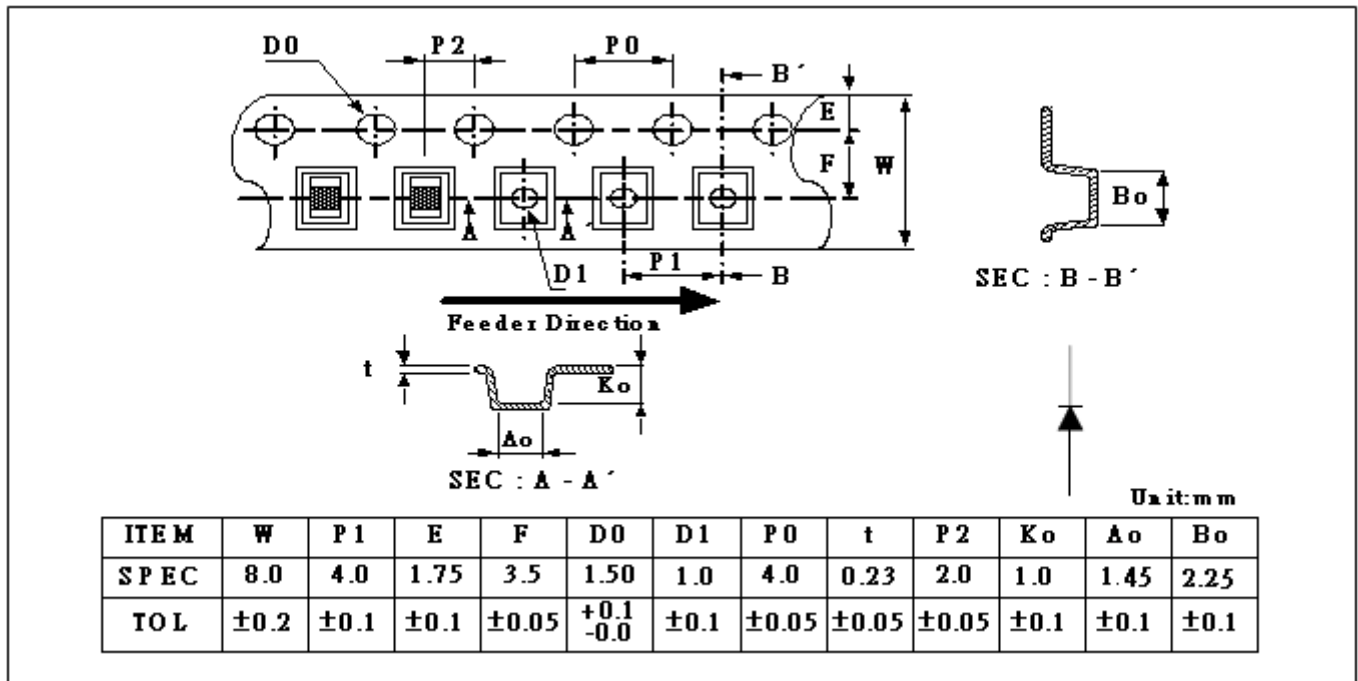 D0
P2
P0
B´
E
F
W
A
A´
D1
P1
B
Bo
SEC : B - B´
Feeder Direction
t
Ko
Ao
SEC : A - A´
Unit:mm
ITEM W P1 E F D0 D1 P0 t P2 Ko Ao Bo
SPEC 8.0 4.0 1.75 3.5 1.50 1.0 4.0 0.23 2.0 1.0 1.45 2.25
TOL ±0.2 ±0.1 ±0.1 ±0.05 +0.1 -0.0 ±0.1 ±0.05 ±0.05 ±0.05 ±0.1 ±0.1 ±0.1